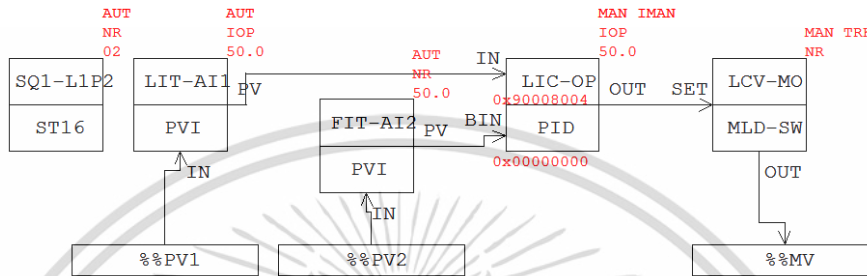 AUT
NR
02
AUT
IOP
50.0
MAN IMAN
IOP
50.0
MAN TRE
NR
AUT
NR
50.0
SQ1-L1P2
ST16
LIT-AI1
PVI
PV
IN
FIT-AI2
PVI
PV
IN
IN
BIN
LIC-OP
PID
0x90008004
0x00000000
OUT
SET
LCV-MO
MLD-SW
OUT
%%PV1
%%PV2
%%MV